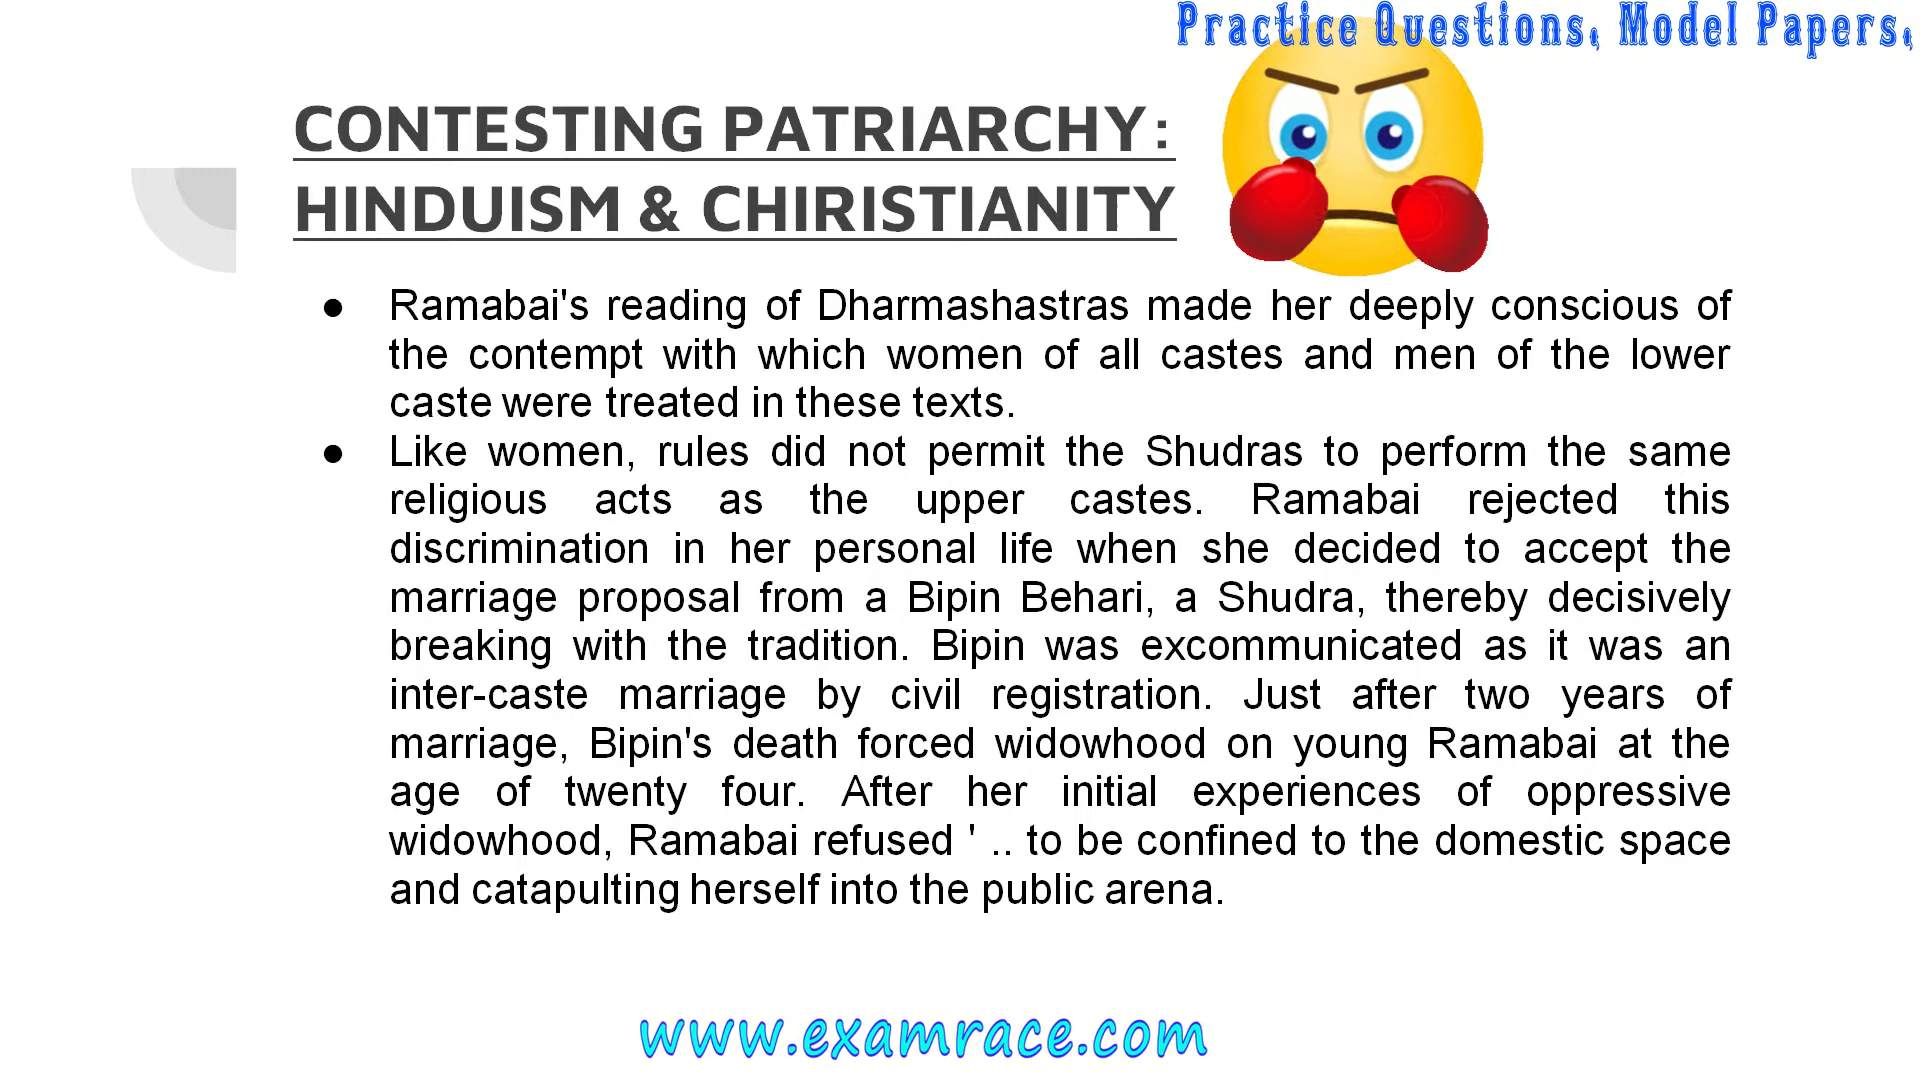 Practice Questions, Model Papers,
CONTESTING PATRIARCHY:
HINDUISM & CHIRISTIANITY
● Ramabai's reading of Dharmashastras made her deeply conscious of
the contempt with which women of all castes and men of the lower
caste were treated in these texts.
● Like women, rules did not permit the Shudras to perform the same
religious acts as the upper castes. Ramabai rejected this
discrimination in her personal life when she decided to accept the
marriage proposal from a Bipin Behari, a Shudra, thereby decisively
breaking with the tradition. Bipin was excommunicated as it was an
inter-caste marriage by civil registration. Just after two years of
marriage, Bipin's death forced widowhood on young Ramabai at the
age of twenty four. After her initial experiences of oppressive
widowhood, Ramabai refused ' .. to be confined to the domestic space
and catapulting herself into the public arena.
www.examrace.com